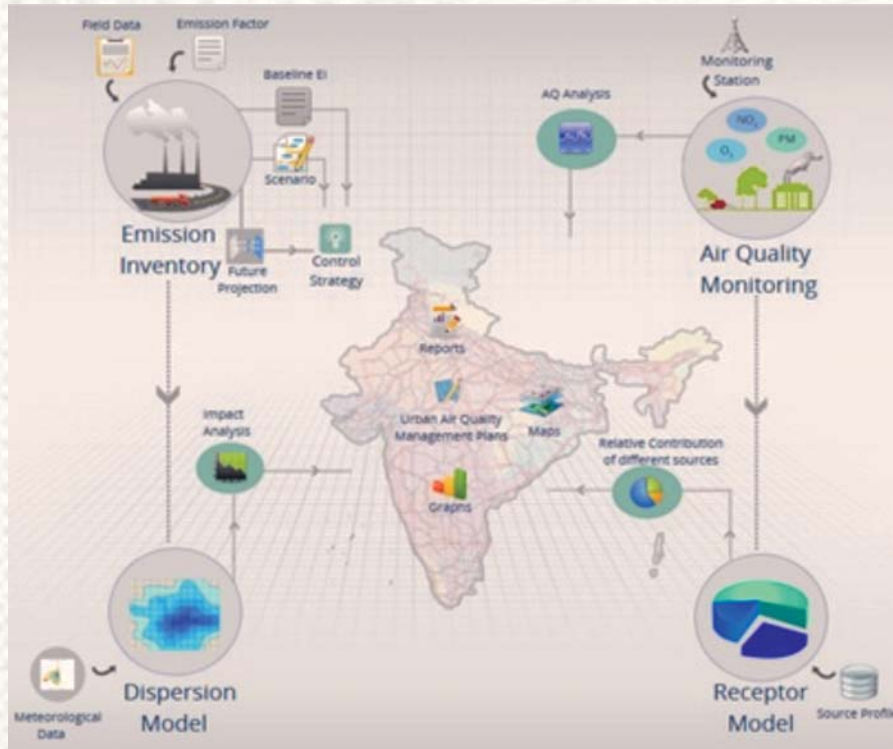 Field Data
Emission Factor
Baseline EI
Scenario
Emission
Inventory
Future
Projection
Control
Strategy
Monitoring
Station
AQ Analysis
NOx
O3
PM
Air Quality
Monitoring
Reports
Urban Air Quality
Management Plans
Maps
Graphs
Impact
Analysis
Relative Contribution
of different sources
Dispersion
Model
Meteorological
Data
Receptor
Model
Source Profile